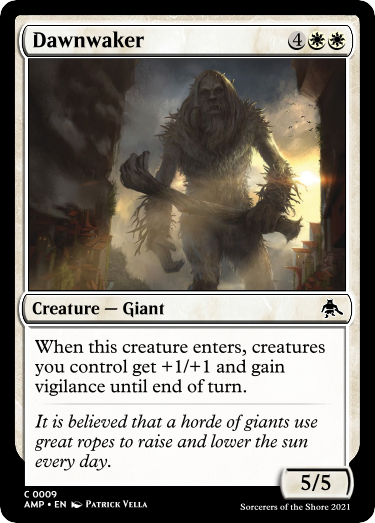 Dawnwaker 4
Creature — Giant
When this creature enters, creatures
you control get +1/+1 and gain
vigilance until end of turn.
It is believed that a horde of giants use
great ropes to raise and lower the sun
every day.
5/5
C 0009
AMP • EN Patrick Vella
Sorcerers of the Shore 2021